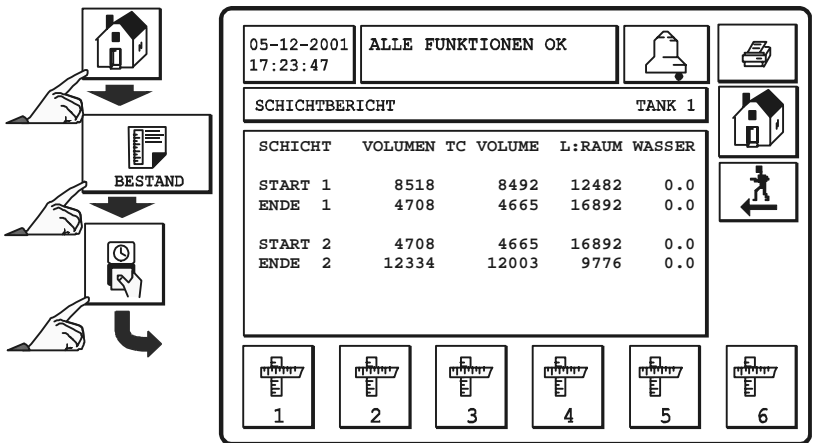 BESTAND
05-12-2001
17:23:47
ALLE FUNKTIONEN OK
SCHICHTBERICHT TANK 1
SCHICHT VOLUMEN TC VOLUME L:RAUM WASSER
START 1 8518 8492 12482 0.0
ENDE 1 4708 4665 16892 0.0
START 2 4708 4665 16892 0.0
ENDE 2 12334 12003 9776 0.0
1 2 3 4 5 6